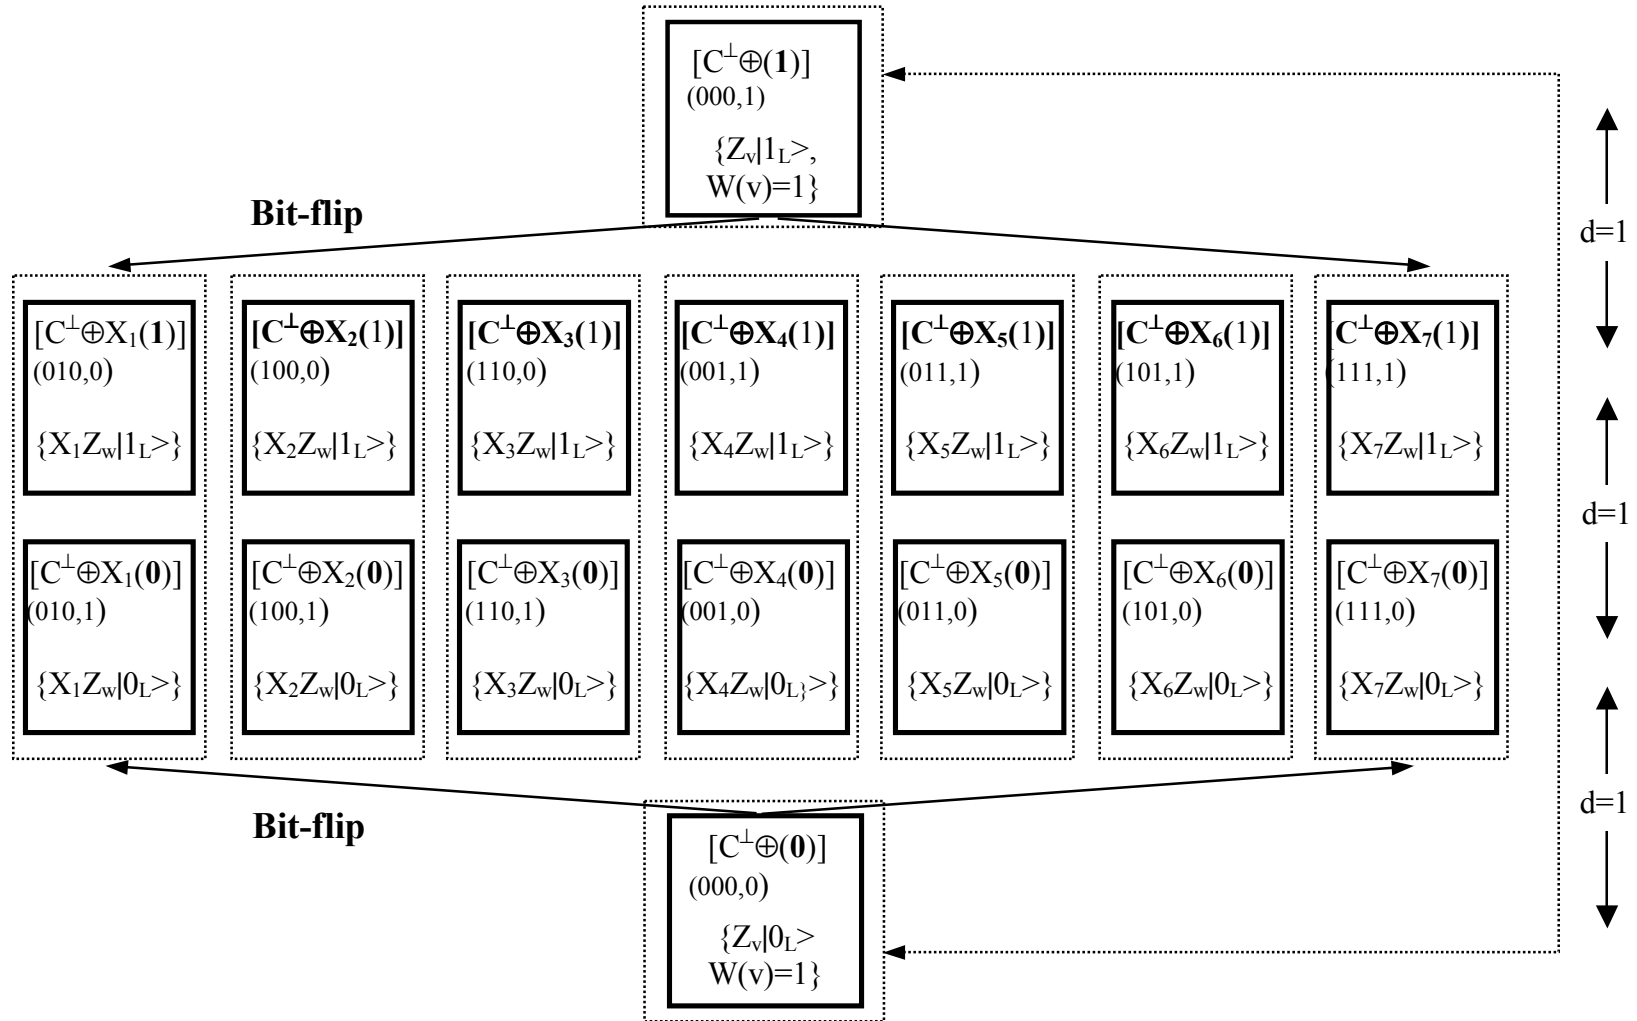 [C⊥⊕(1)]
(000,1)
{Zv|1L>,
W(v)=1}
Bit-flip
d=1
[C⊥⊕X1(1)]
(010,0)
{X1Zw|1L>}
[C⊥⊕X2(1)]
(100,0)
{X2Zw|1L>}
[C⊥⊕X3(1)]
(110,0)
{X3Zw|1L>}
[C⊥⊕X4(1)]
(001,1)
{X4Zw|1L>}
[C⊥⊕X5(1)]
(011,1)
{X5Zw|1L>}
[C⊥⊕X6(1)]
(101,1)
{X6Zw|1L>}
[C⊥⊕X7(1)]
(111,1)
{X7Zw|1L>}
d=1
[C⊥⊕X1(0)]
(010,1)
{X1Zw|0L>}
[C⊥⊕X2(0)]
(100,1)
{X2Zw|0L>}
[C⊥⊕X3(0)]
(110,1)
{X3Zw|0L>}
[C⊥⊕X4(0)]
(001,0)
{X4Zw|0L}>}
[C⊥⊕X5(0)]
(011,0)
{X5Zw|0L>}
[C⊥⊕X6(0)]
(101,0)
{X6Zw|0L>}
[C⊥⊕X7(0)]
(111,0)
{X7Zw|0L>}
d=1
Bit-flip
[C⊥⊕(0)]
(000,0)
{Zv|0L>
W(v)=1}